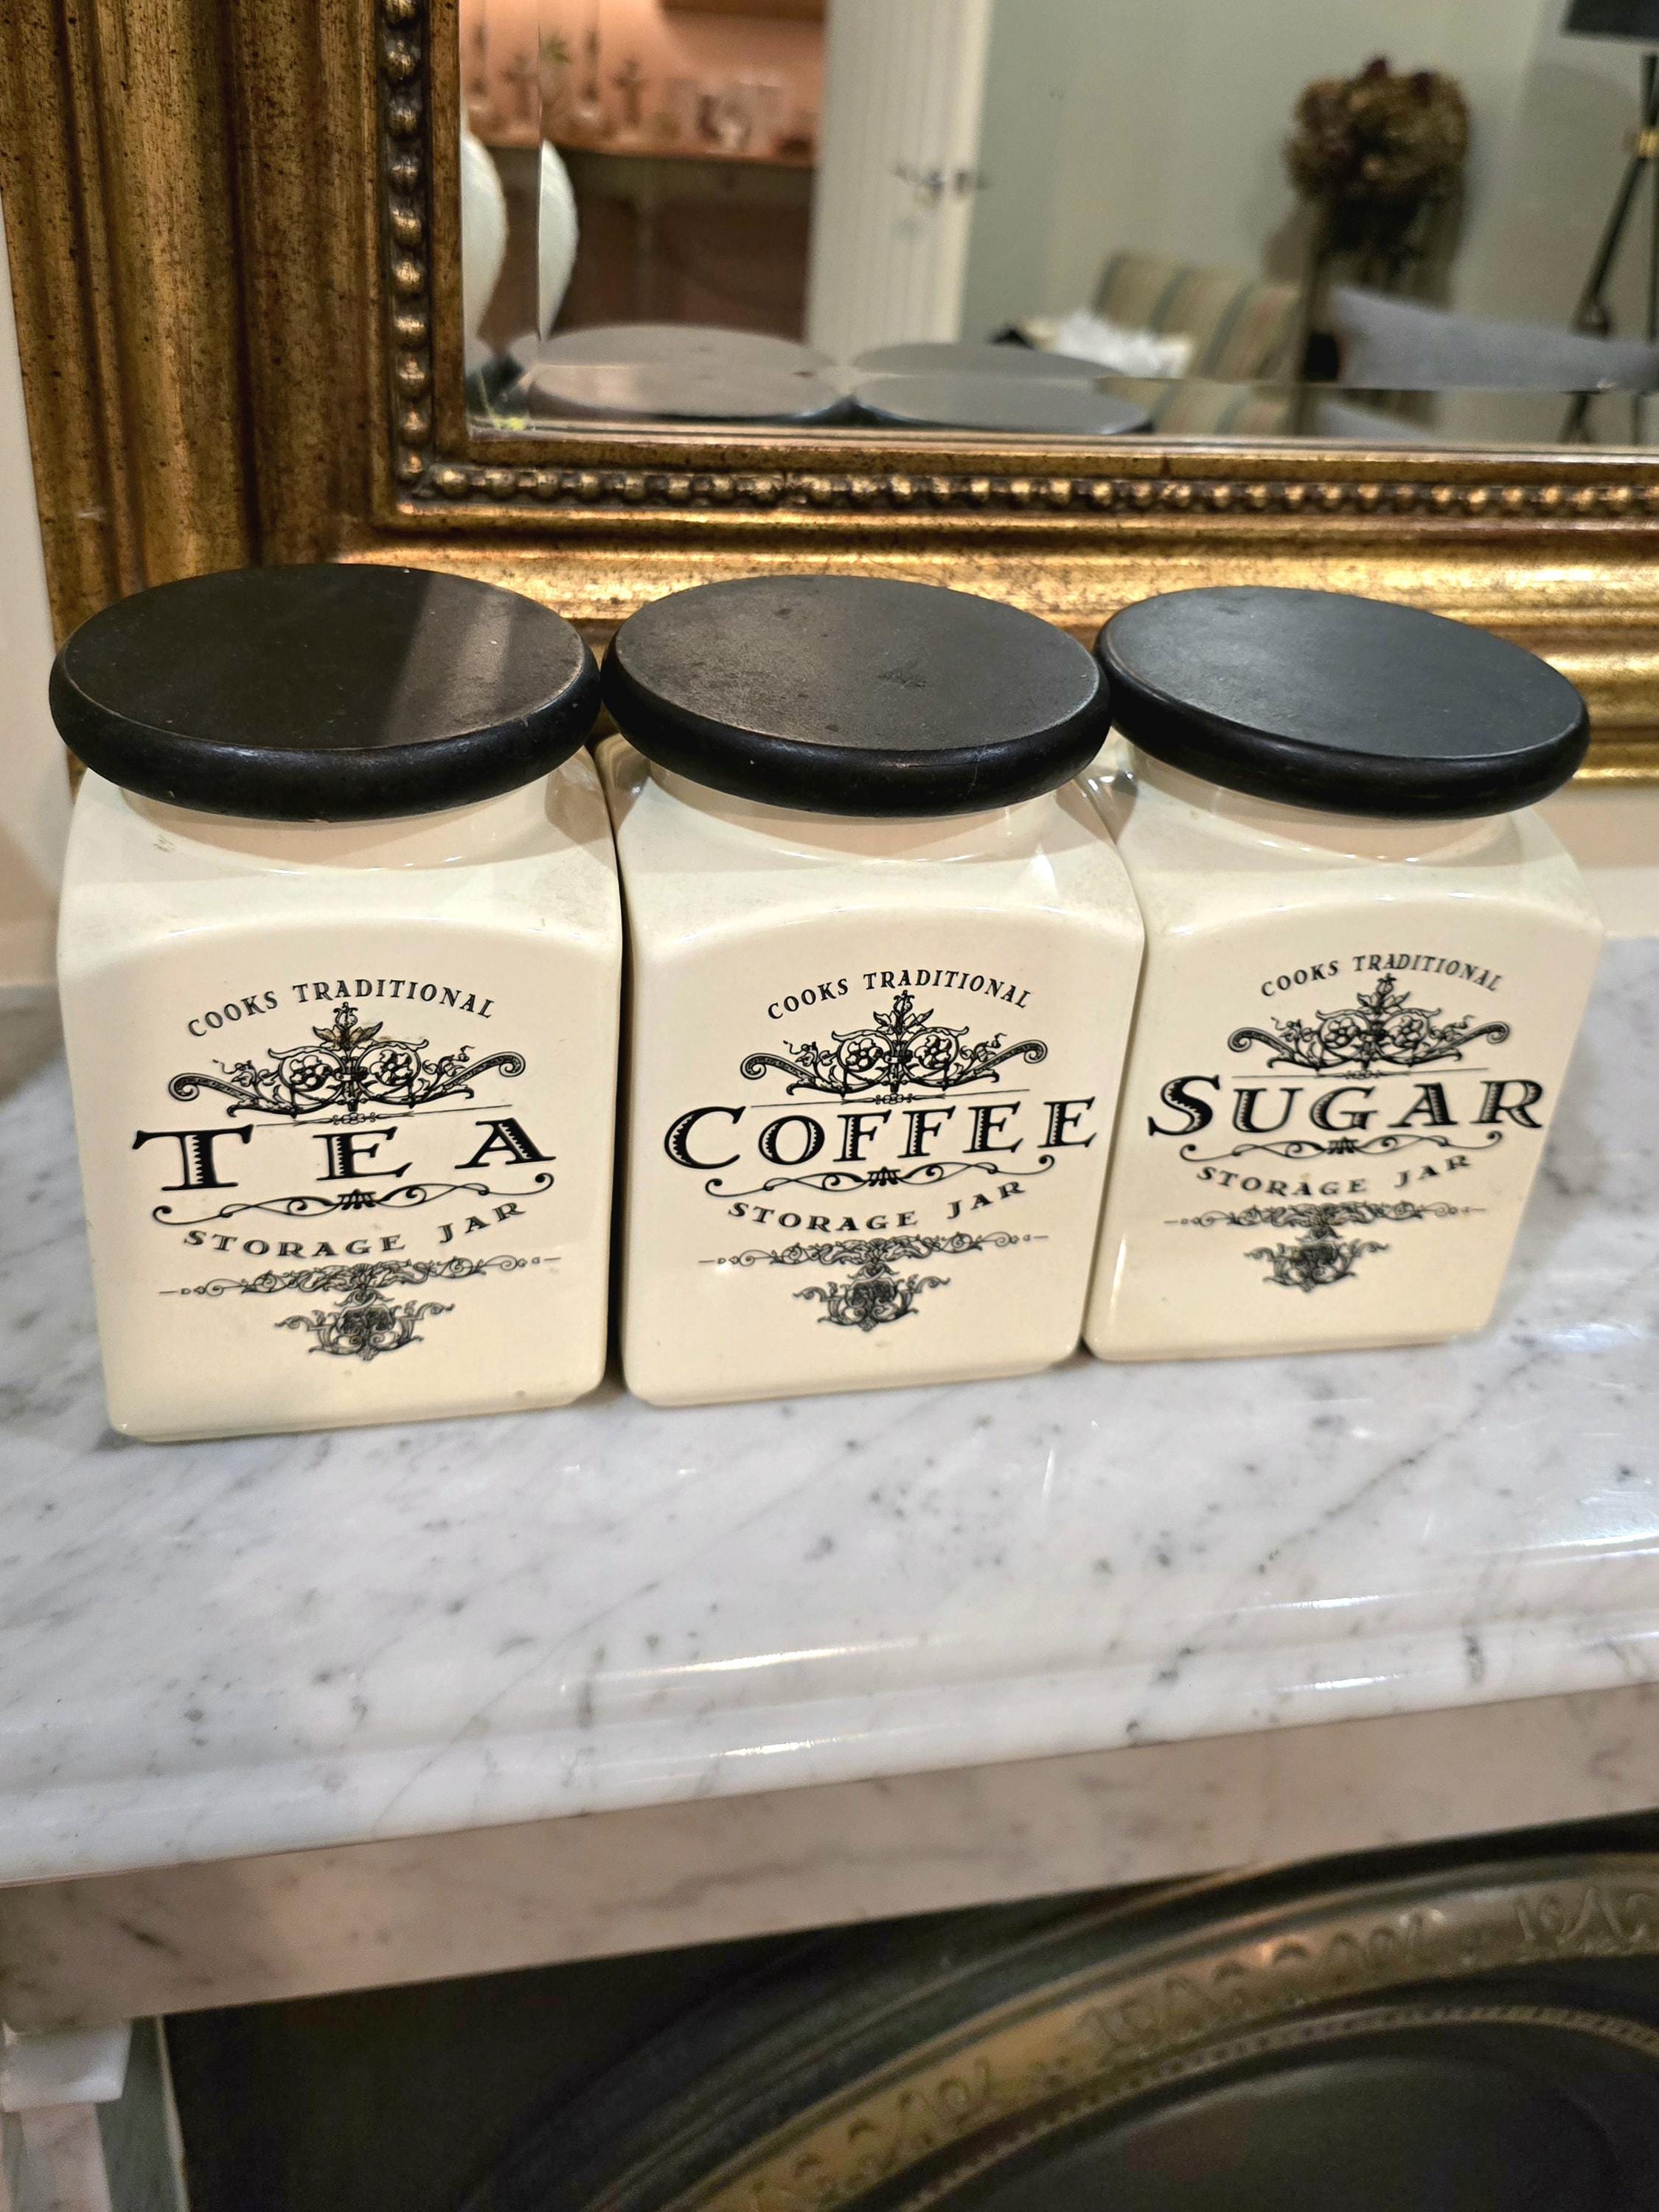 COOKS TRADITIONAL
TEA
STORAGE JAR
COOKS TRADITIONAL
COFFEE
STORAGE JAR
COOKS TRADITIONAL
SUGAR
STORAGE JAR